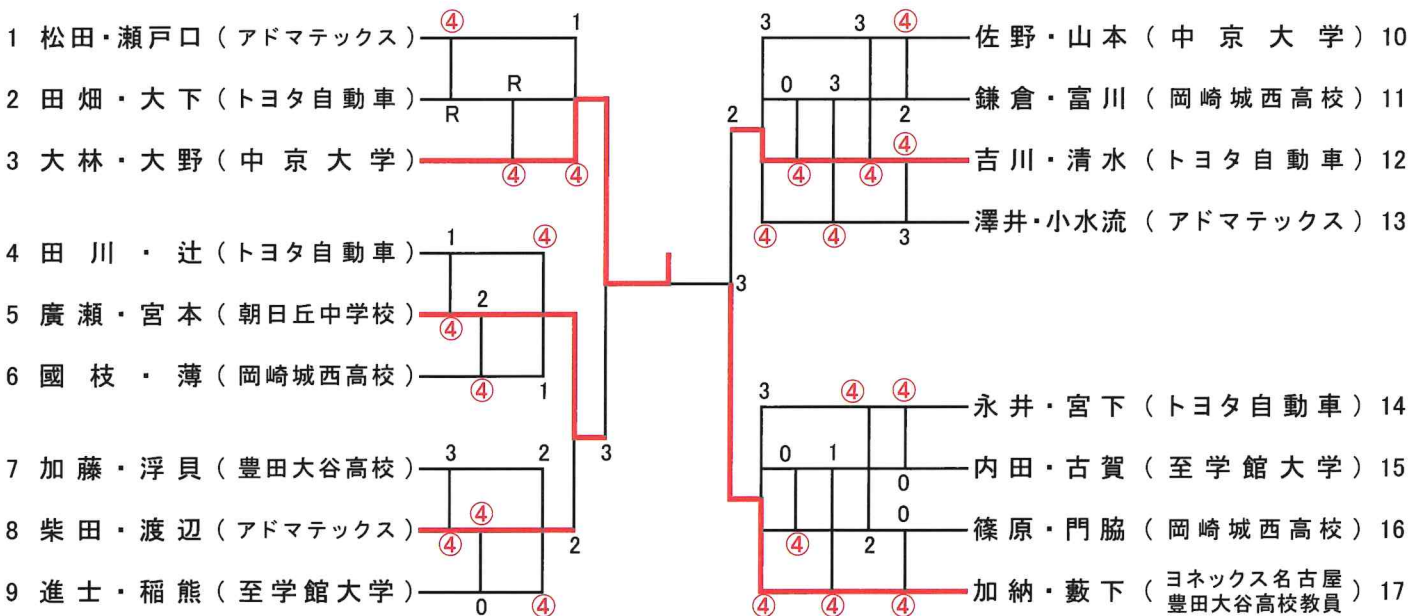 ④ 1
1 松田・瀬戸口 ( アドマテックス )
R
2 田畑・大下 ( トヨタ自動車 )
R
3 大林・大野 ( 中京大学 )
④ ④
1 ④
4 田川・辻 ( トヨタ自動車 )
2
5 廣瀬・宮本 ( 朝日丘中学校 )
④
6 國枝・薄 ( 岡崎城西高校 )
④ 1
3 2 3
7 加藤・浮貝 ( 豊田大谷高校 )
④
8 柴田・渡辺 ( アドマテックス )
④ 2
9 進士・稲熊 ( 至学館大学 )
0 ④
3 3 ④
佐野・山本 ( 中京大学 ) 10
0 3
鎌倉・富川 ( 岡崎城西高校 ) 11
2 2
④
吉川・清水 ( トヨタ自動車 ) 12
④ ④
澤井・小水流 ( アドマテックス ) 13
④ ④ 3
3
3 ④ ④
永井・宮下 ( トヨタ自動車 ) 14
0 1
内田・古賀 ( 至学館大学 ) 15
0
0
篠原・門脇 ( 岡崎城西高校 ) 16
④ 2
加納・藪下 ( ヨネックス名古屋
豊田大谷高校教員 ) 17
④ ④ ④